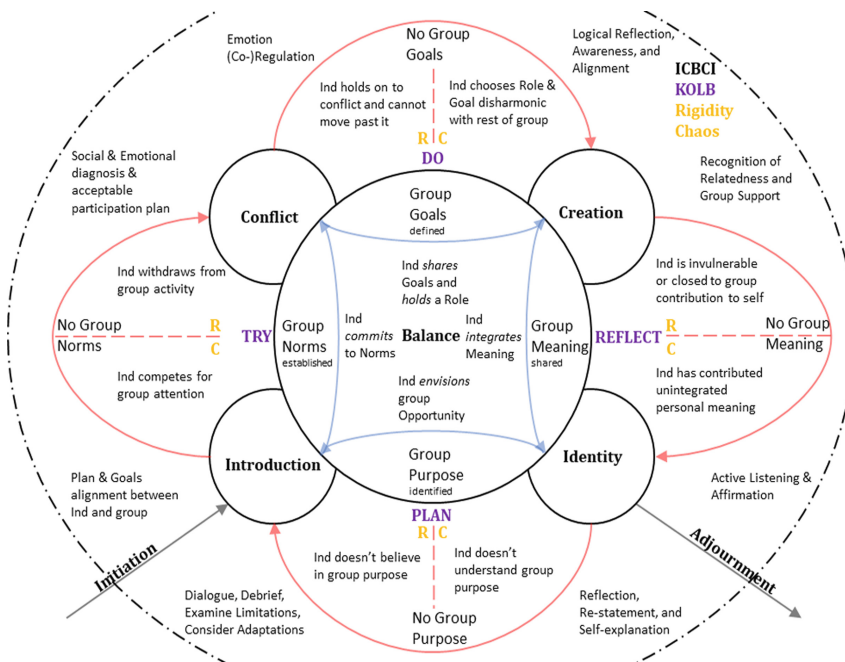 Emotion
(Co-)Regulation
No Group
Goals
Logical Reflection,
Awareness, and
Alignment
ICBCI
KOLB
Rigidity
Chaos
Ind holds on to
conflict and cannot
move past it
Ind chooses Role &
Goal disharmonic
with rest of group
R C
DO
Social & Emotional
diagnosis &
acceptable
participation plan
Recognition of
Relatedness and
Group Support
Conflict
Group
Goals
defined
Creation
Ind withdraws from
group activity
Ind shares
Goals and
holds a Role
Ind is invulnerable
or closed to group
contribution to self
No Group
Norms
R
C
TRY
Group
Norms
established
Ind
commits
to Norms
Balance
Ind
integrates
Meaning
Group
Meaning
shared
REFLECT
R
C
No Group
Meaning
Ind competes for
group attention
Ind envisions
group
Opportunity
Ind has contributed
unintegrated
personal meaning
Introduction
Group
Purpose
identified
Identity
Plan & Goals
alignment between
Ind and group
Active Listening &
Affirmation
Initiation
Adjournment
PLAN
R C
Ind doesn't believe
in group purpose
Ind doesn't
understand group
purpose
Dialogue, Debrief,
Examine Limitations,
Consider Adaptations
No Group
Purpose
Reflection,
Re-statement, and
Self-explanation